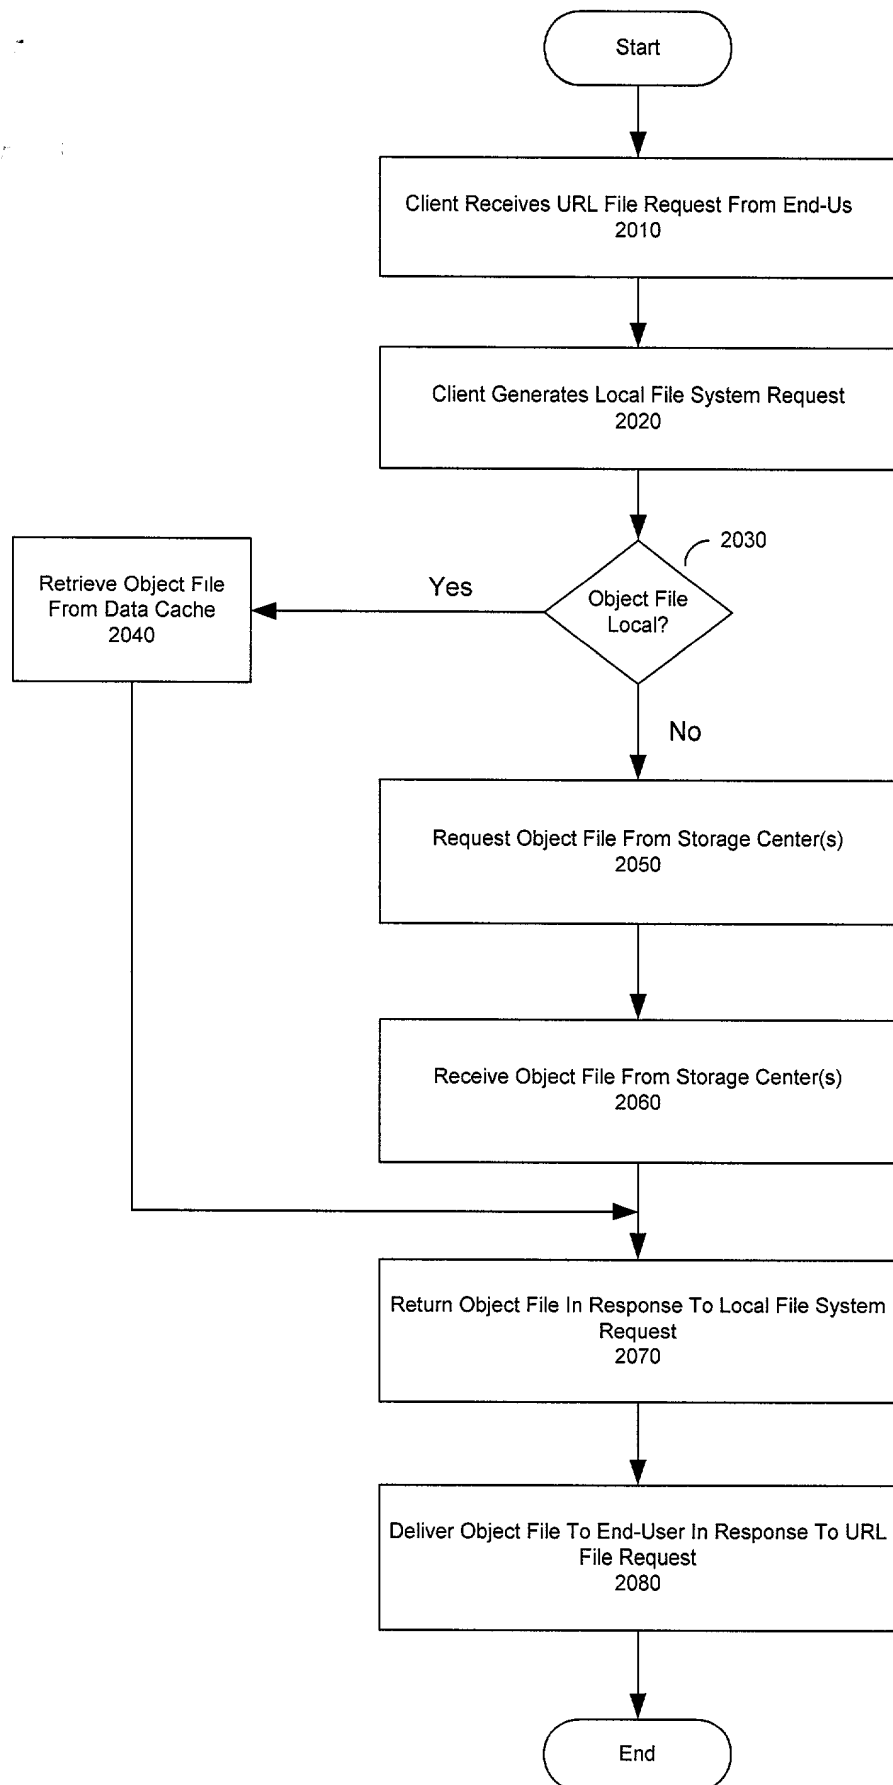 Start
Client Receives URL File Request From End-Us
2010
Client Generates Local File System Request
2020
2030
Object File
Local?
Yes
Retrieve Object File
From Data Cache
2040
No
Request Object File From Storage Center(s)
2050
Receive Object File From Storage Center(s)
2060
Return Object File In Response To Local File System
Request
2070
Deliver Object File To End-User In Response To URL
File Request
2080
End